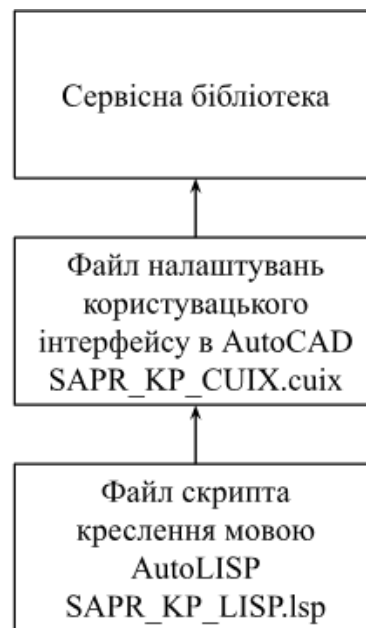 Сервісна бібліотека
Файл налаштувань
користувацького
інтерфейсу в AutoCAD
SAPR_KP_CUIX.cuix
Файл скрипта
креслення мовою
AutoLISP
SAPR_KP_LISP.lsp